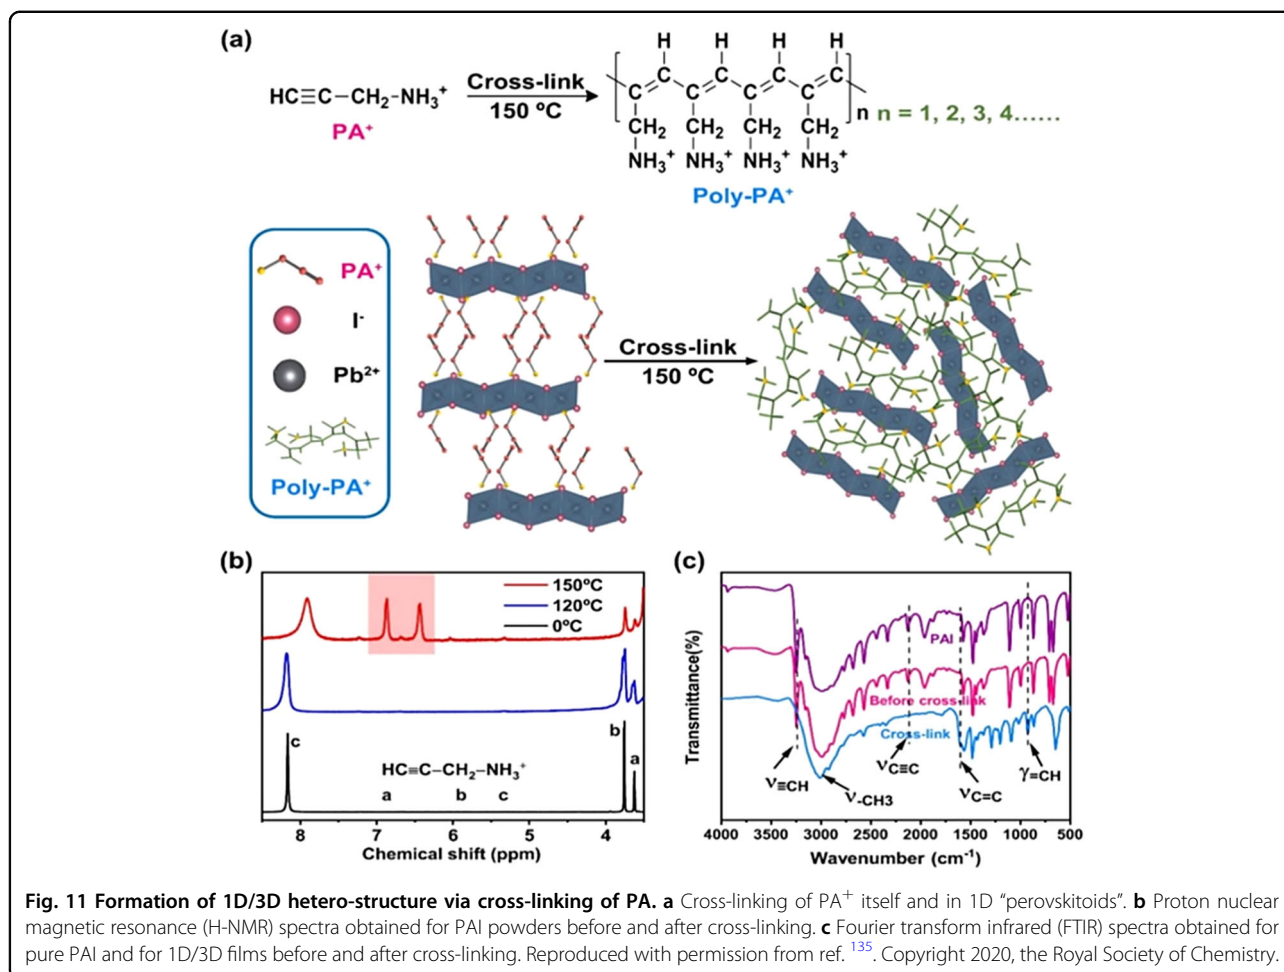 (a)
HC≡C–CH₂–NH₃⁺
PA⁺
Cross-link
150 ºC
H H H H
C C C C C C C C
CH₂ CH₂ CH₂ CH₂
NH₃⁺ NH₃⁺ NH₃⁺ NH₃⁺
n n = 1, 2, 3, 4......
Poly-PA⁺
PA⁺
I⁻
Pb²⁺
Poly-PA⁺
Cross-link
150 ºC
(b)
150ºC
120ºC
0ºC
c
b
a
HC≡C–CH₂–NH₃⁺
a b c
8 7 6 5 4
Chemical shift (ppm)
(c)
Transmittance(%)
PAI
Before cross-link
Cross-link
ν≡CH
ν-CH3
νC≡C
νC=C
γ=CH
4000 3500 3000 2500 2000 1500 1000 500
Wavenumber (cm⁻¹)
Fig. 11 Formation of 1D/3D hetero-structure via cross-linking of PA. a Cross-linking of PA⁺ itself and in 1D “perovskitoids”. b Proton nuclear
magnetic resonance (H-NMR) spectra obtained for PAI powders before and after cross-linking. c Fourier transform infrared (FTIR) spectra obtained for
pure PAI and for 1D/3D films before and after cross-linking. Reproduced with permission from ref. ¹³⁵. Copyright 2020, the Royal Society of Chemistry.